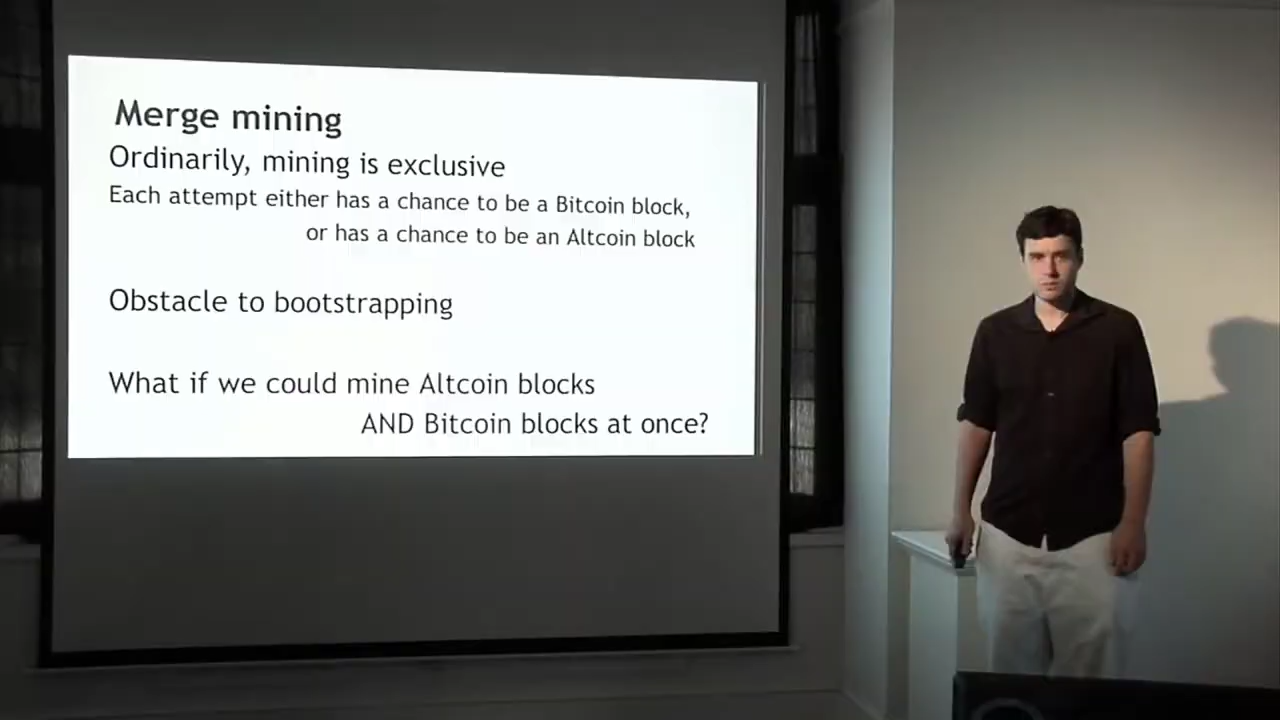 Merge mining
Ordinarily, mining is exclusive
Each attempt either has a chance to be a Bitcoin block,
or has a chance to be an Altcoin block
Obstacle to bootstrapping
What if we could mine Altcoin blocks
AND Bitcoin blocks at once?